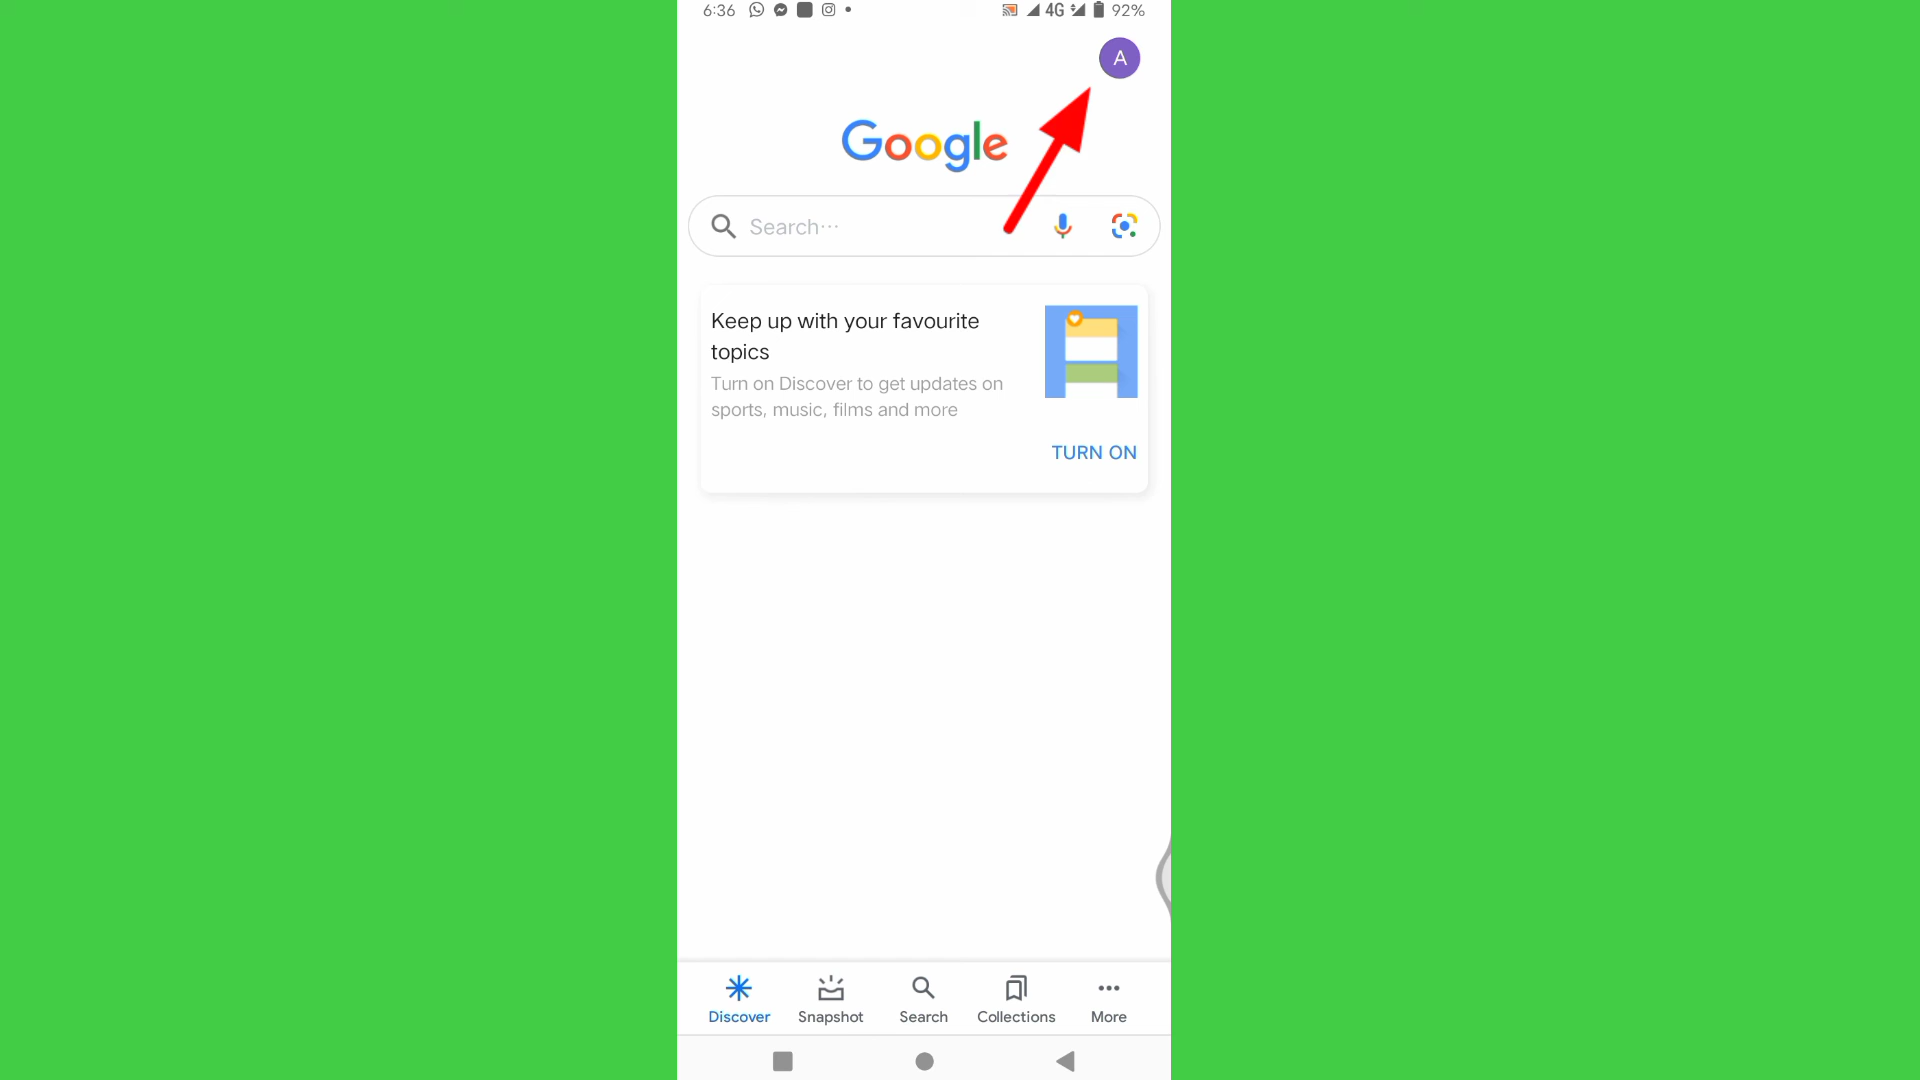 6:36 4G 92%
A
Google
Search...
Keep up with your favourite
topics
Turn on Discover to get updates on
sports, music, films and more
TURN ON
Discover Snapshot Search Collections More